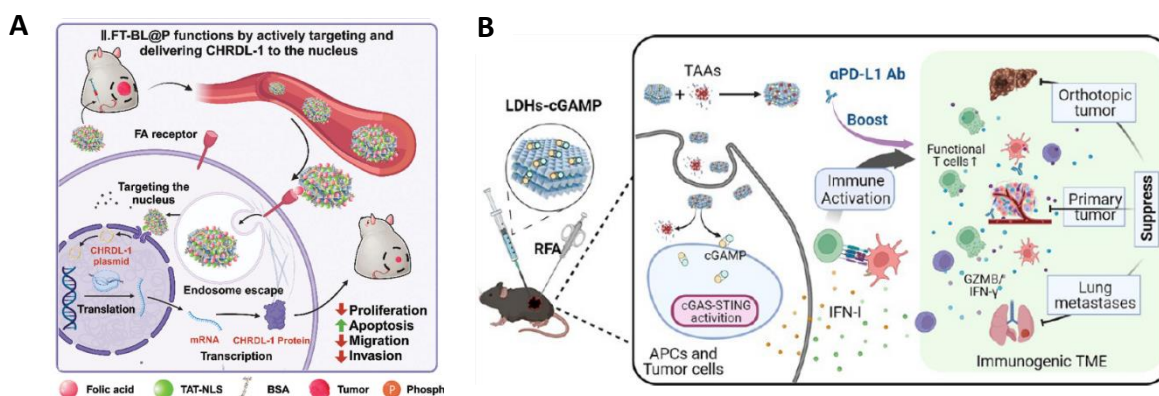 A
II.FT-BL@P functions by actively targeting and
delivering CHRDL-1 to the nucleus
FA receptor
Targeting the
nucleus
CHRDL-1
plasmid
Endosome escape
Translation
mRNA
CHRDL-1 Protein
Transcription
Proliferation
Apoptosis
Migration
Invasion
Folic acid
TAT-NLS
BSA
Tumor
P
Phosph
B
LDHs-cGAMP
RFA
TAAs
+
cGAMP
cGAS-STING
activation
APCs and
Tumor cells
αPD-L1 Ab
Boost
Immune
Activation
IFN-I
Functional
T cells↑
GZMB/
IFN-γ
Orthotopic
tumor
Primary
tumor
Lung
metastases
Suppress
Immunogenic TME